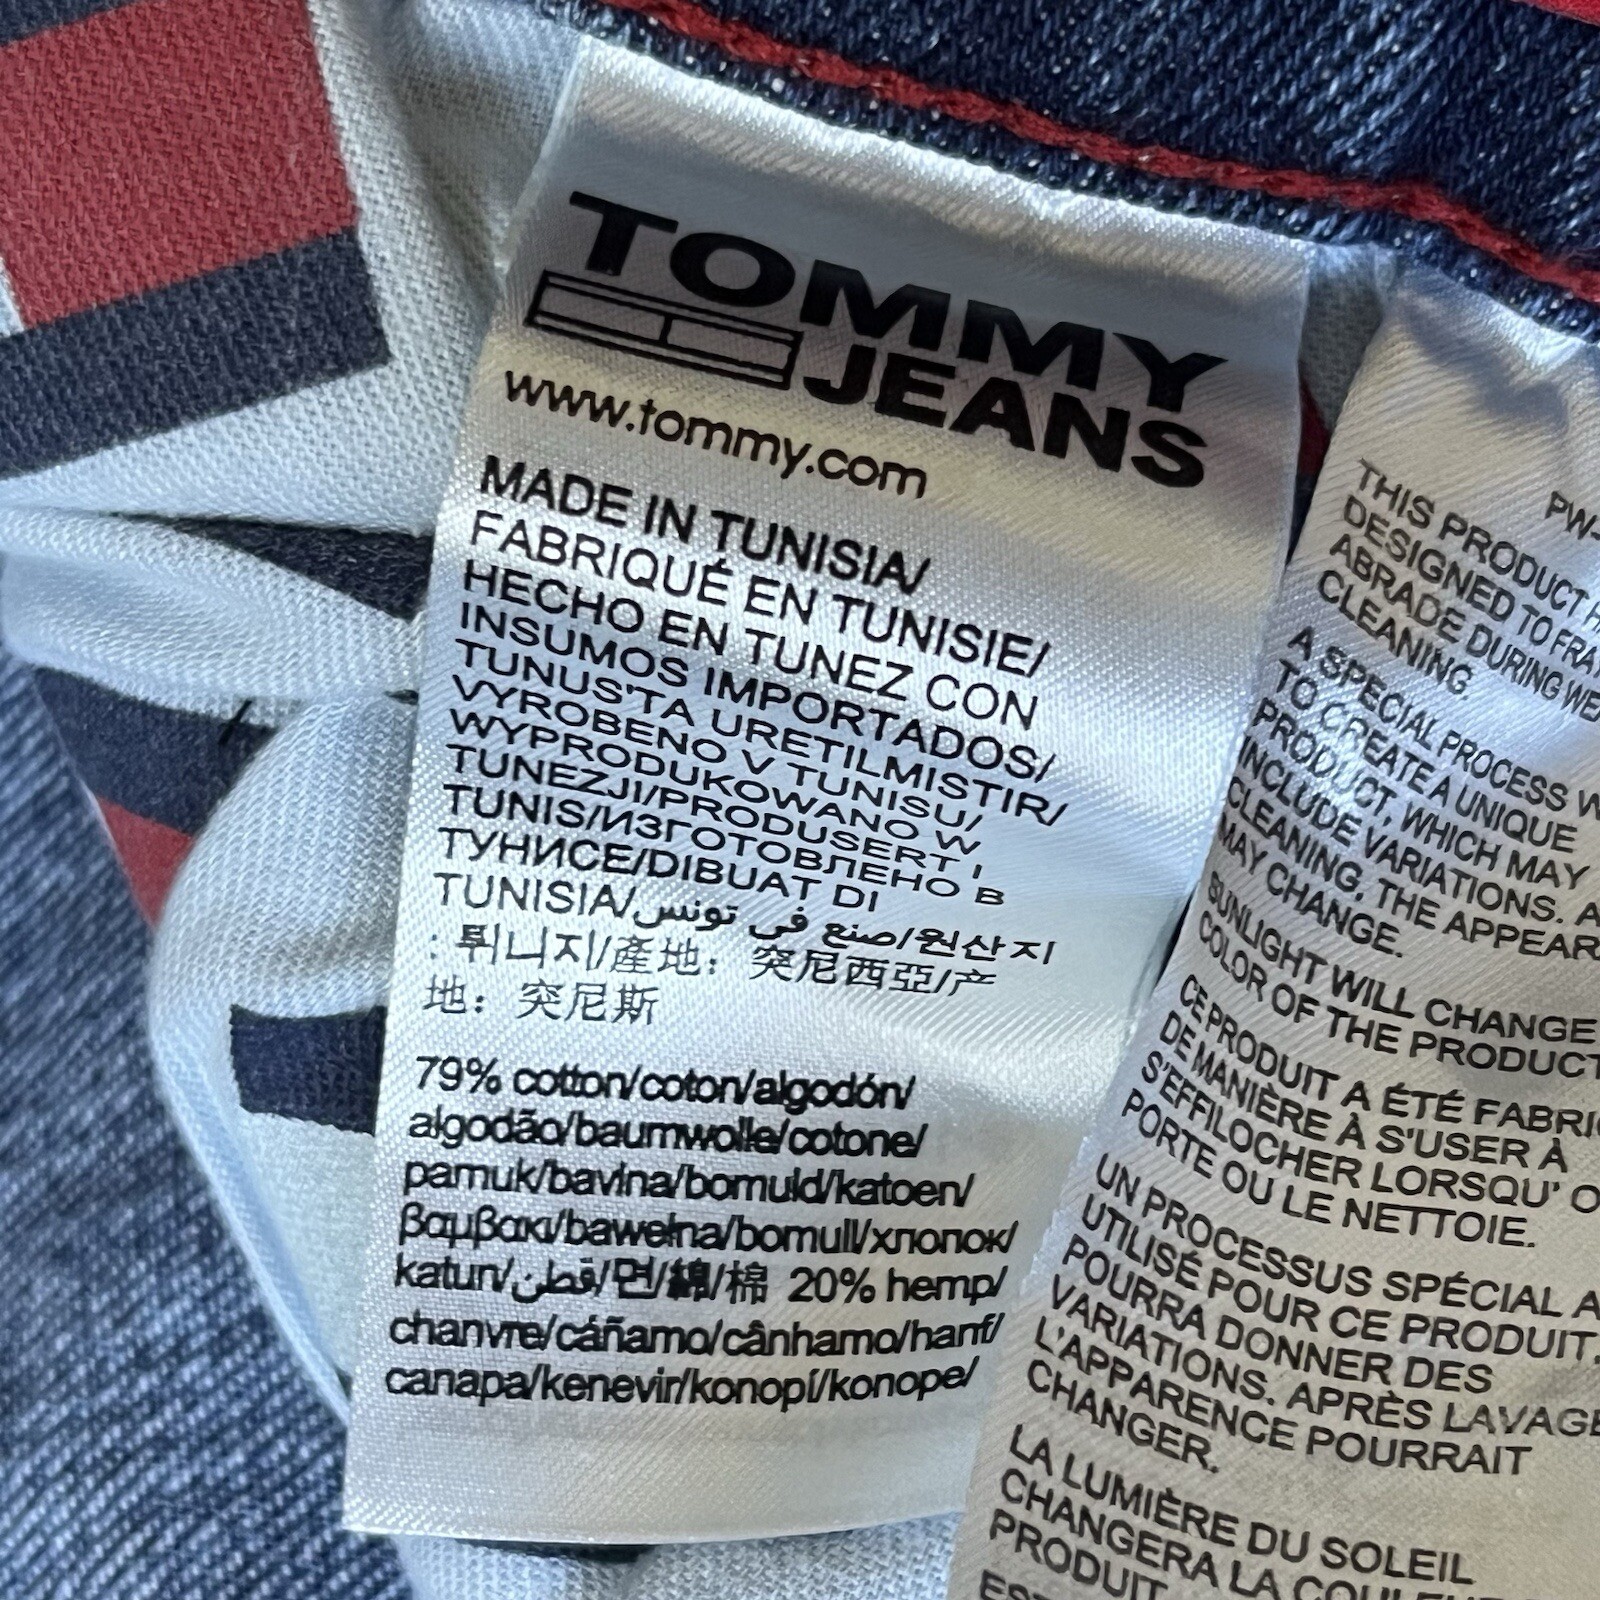 TOMMY
JEANS
www.tommy.com
MADE IN TUNISIA/
FABRIQUÉ EN TUNISIE/
HECHO EN TUNEZ CON
INSUMOS IMPORTADOS/
TUNUS'TA URETILMISTIR/
VYROBENO V TUNISU/
WYPRODUKOWANO W
TUNEZJI/PRODUSERT I
TUNIS/ИЗГОТОВЛЕНО В
ТУНИСЕ/DIBUAT DI
TUNISIA/صنع في تونس/원산지
:튀니지/產地: 突尼西亞/产
地: 突尼斯
79% cotton/coton/algodón/
algodão/baumwolle/cotone/
pamuk/bavlna/bomuld/katoen/
βαμβακι/bawełna/bomull/хлопок/
katun/قطن/면/綿/棉 20% hemp/
chanvre/cáñamo/cânhamo/hanf/
canapa/kenevir/konopí/konope/
PW-
THIS PRODUCT
DESIGNED TO FRAY
ABRADE DURING
CLEANING
A SPECIAL PROCESS
TO CREATE A UNIQUE
PRODUCT, WHICH MAY
INCLUDE VARIATIONS.
CLEANING, THE
MAY CHANGE.
SUNLIGHT WILL CHANGE
COLOR OF THE PRODUCT
CE PRODUIT A ÉTÉ
DE MANIÈRE À S'USER À
S'EFFILOCHER LORSQU'
PORTE OU LE NETTOIE.
UN PROCESSUS SPÉCIAL A
UTILISÉ POUR CE PRODUIT,
POURRA DONNER DES
VARIATIONS. APRÈS LAVAGE
L'APPARENCE POURRAIT
CHANGER.
LA LUMIÈRE DU SOLEIL
CHANGERA LA
PRODUIT